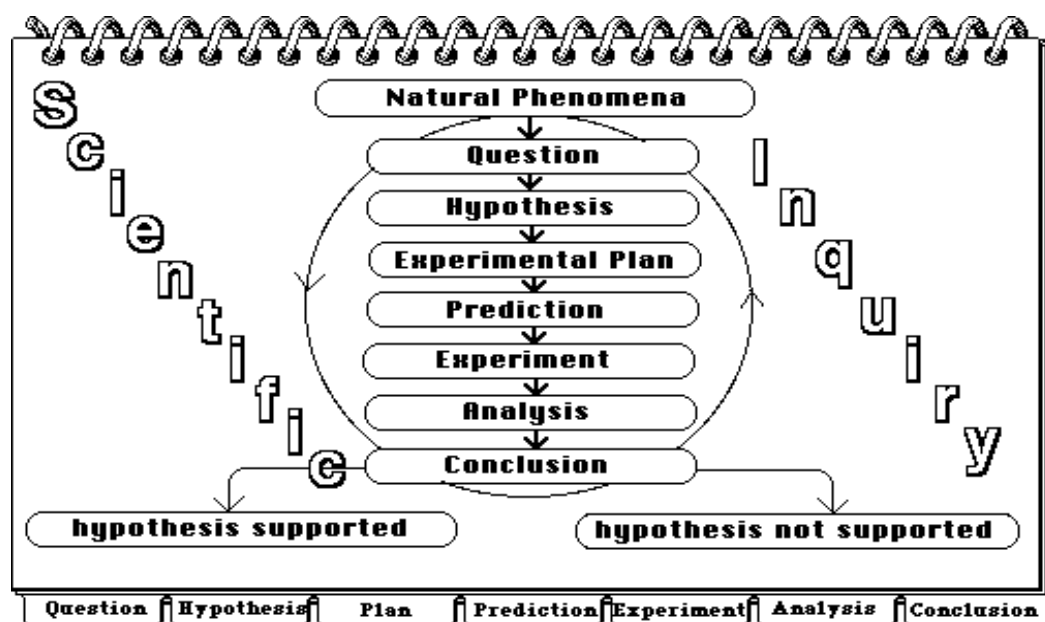 Scientific
Inquiry
Natural Phenomena
Question
Hypothesis
Experimental Plan
Prediction
Experiment
Analysis
Conclusion
hypothesis supported
hypothesis not supported
Question Hypothesis Plan Prediction Experiment Analysis Conclusion